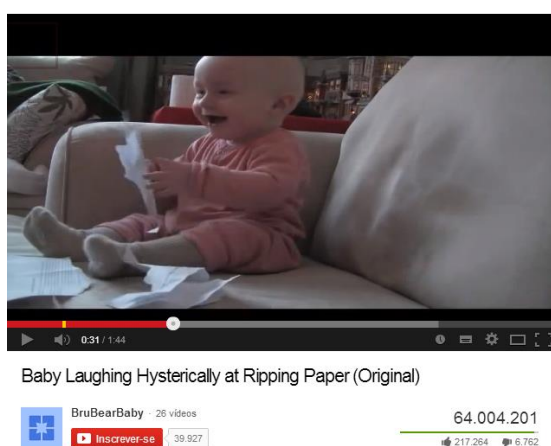 0:31 / 1:44
Baby Laughing Hysterically at Ripping Paper (Original)
BruBearBaby · 26 vídeos
Inscrever-se 39.927
64.004.201
217.264 6.762